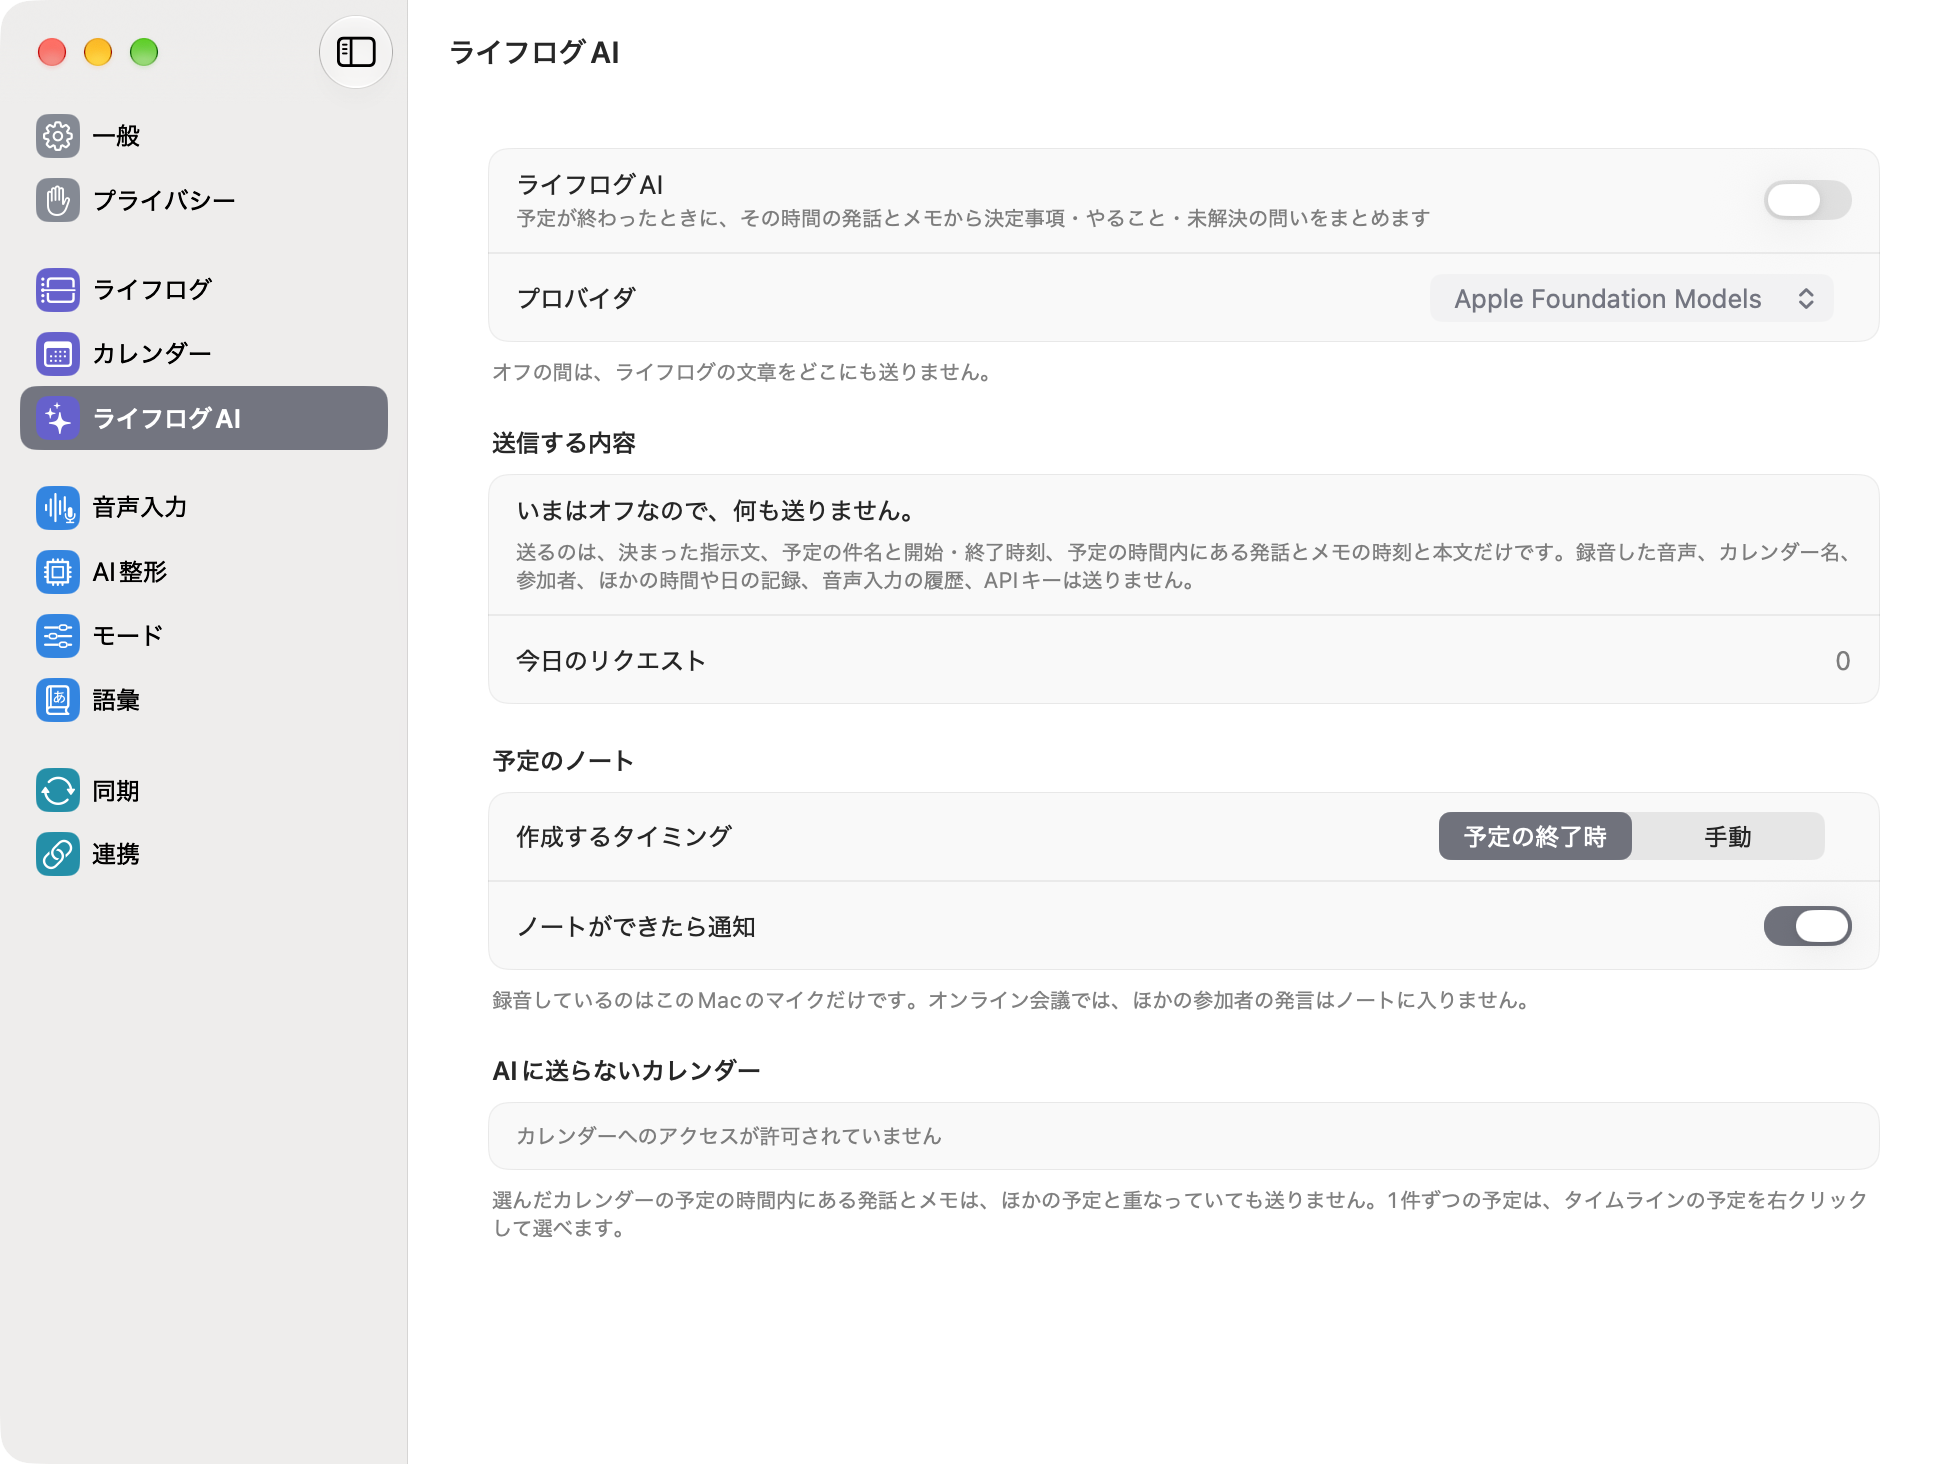 ライフログAI
一般
プライバシー
ライフログ
カレンダー
ライフログAI
音声入力
AI整形
モード
語彙
同期
連携
ライフログAI
予定が終わったときに、その時間の発話とメモから決定事項・やること・未解決の問いをまとめます
プロバイダ
Apple Foundation Models
オフの間は、ライフログの文章をどこにも送りません。
送信する内容
いまはオフなので、何も送りません。
送るのは、決まった指示文、予定の件名と開始・終了時刻、予定の時間内にある発話とメモの時刻と本文だけです。録音した音声、カレンダー名、
参加者、ほかの時間や日の記録、音声入力の履歴、APIキーは送りません。
今日のリクエスト
0
予定のノート
作成するタイミング
予定の終了時
手動
ノートができたら通知
録音しているのはこのMacのマイクだけです。オンライン会議では、ほかの参加者の発言はノートに入りません。
AIに送らないカレンダー
カレンダーへのアクセスが許可されていません
選んだカレンダーの予定の時間内にある発話とメモは、ほかの予定と重なっていても送りません。1件ずつの予定は、タイムラインの予定を右クリック
して選べます。